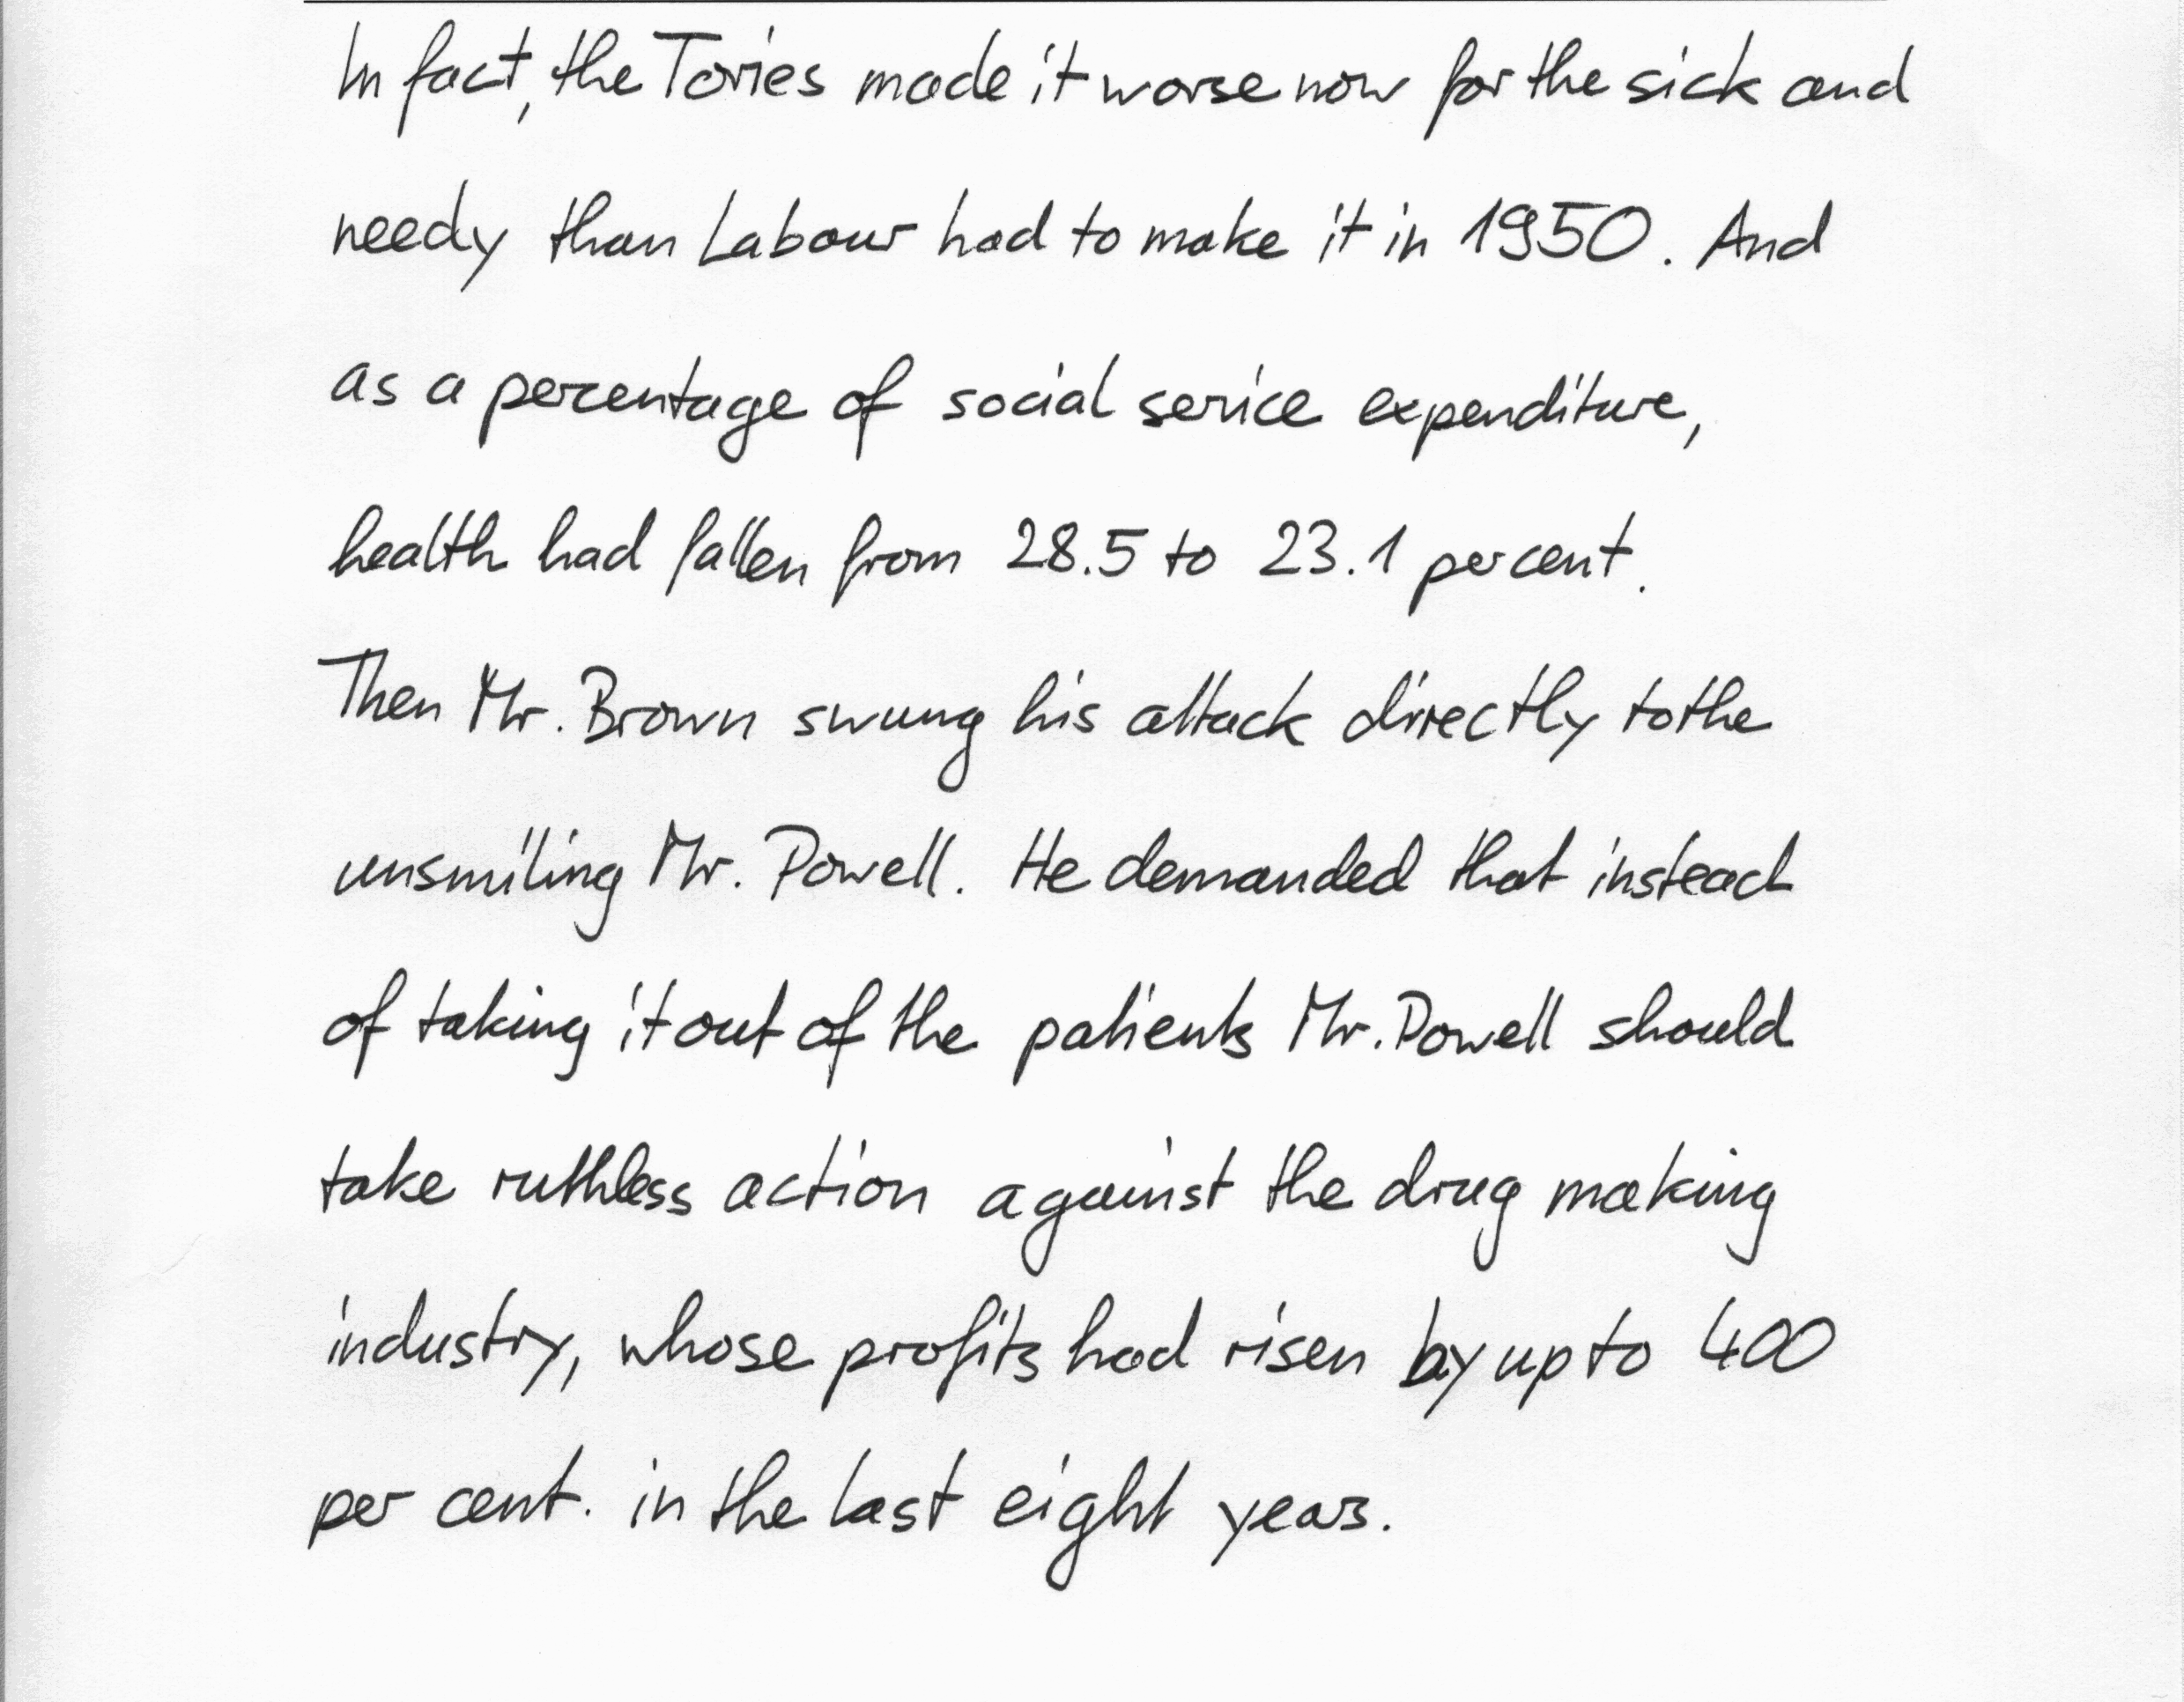 In fact, the Tories made it worse now for the sick and
needy than Labour had to make it in 1950. And
as a percentage of social serice expenditure,
health had fallen from 28.5 to 23.1 per cent.
Then Mr. Brown swung his attack directly to the
unsmiling Mr. Powell. He demanded that instead
of taking it out of the patients Mr. Powell should
take ruthless action against the drug making
industry, whose profits had risen by up to 400
per cent. in the last eight years.